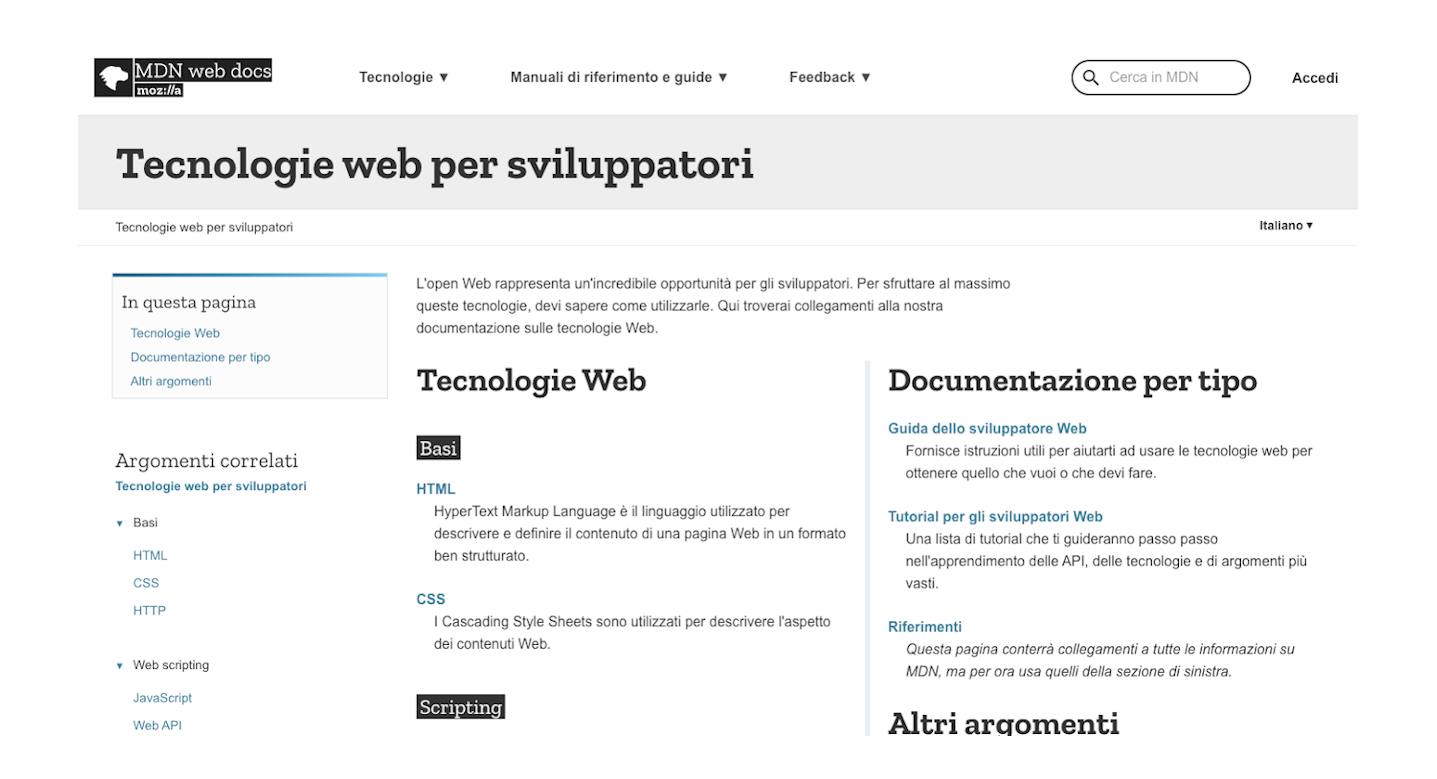 MDN web docs
moz://a
Tecnologie ▼
Manuali di riferimento e guide ▼
Feedback ▼
Cerca in MDN
Accedi
Tecnologie web per sviluppatori
Tecnologie web per sviluppatori
Italiano ▼
In questa pagina
Tecnologie Web
Documentazione per tipo
Altri argomenti
Argomenti correlati
Tecnologie web per sviluppatori
▼ Basi
HTML
CSS
HTTP
▼ Web scripting
JavaScript
Web API
L'open Web rappresenta un'incredibile opportunità per gli sviluppatori. Per sfruttare al massimo
queste tecnologie, devi sapere come utilizzarle. Qui troverai collegamenti alla nostra
documentazione sulle tecnologie Web.
Tecnologie Web
Basi
HTML
HyperText Markup Language è il linguaggio utilizzato per
descrivere e definire il contenuto di una pagina Web in un formato
ben strutturato.
CSS
I Cascading Style Sheets sono utilizzati per descrivere l'aspetto
dei contenuti Web.
Scripting
Documentazione per tipo
Guida dello sviluppatore Web
Fornisce istruzioni utili per aiutarti ad usare le tecnologie web per
ottenere quello che vuoi o che devi fare.
Tutorial per gli sviluppatori Web
Una lista di tutorial che ti guideranno passo passo
nell'apprendimento delle API, delle tecnologie e di argomenti più
vasti.
Riferimenti
Questa pagina conterrà collegamenti a tutte le informazioni su
MDN, ma per ora usa quelli della sezione di sinistra.
Altri argomenti